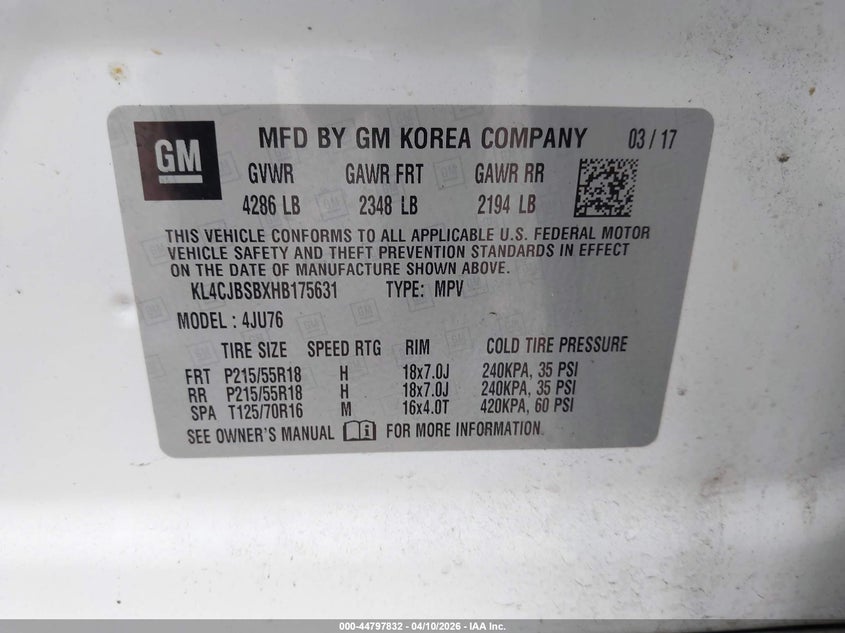 GM
MFD BY GM KOREA COMPANY 03 / 17
GVWR GAWR FRT GAWR RR
4286 LB 2348 LB 2194 LB
THIS VEHICLE CONFORMS TO ALL APPLICABLE U.S. FEDERAL MOTOR
VEHICLE SAFETY AND THEFT PREVENTION STANDARDS IN EFFECT
ON THE DATE OF MANUFACTURE SHOWN ABOVE.
KL4CJBSBXHB175631 TYPE: MPV
MODEL : 4JU76
TIRE SIZE SPEED RTG RIM COLD TIRE PRESSURE
FRT P215/55R18 H 18x7.0J 240KPA, 35 PSI
RR P215/55R18 H 18x7.0J 240KPA, 35 PSI
SPA T125/70R16 M 16x4.0T 420KPA, 60 PSI
SEE OWNER'S MANUAL FOR MORE INFORMATION.
000-44797832 - 04/10/2026 - IAA Inc.